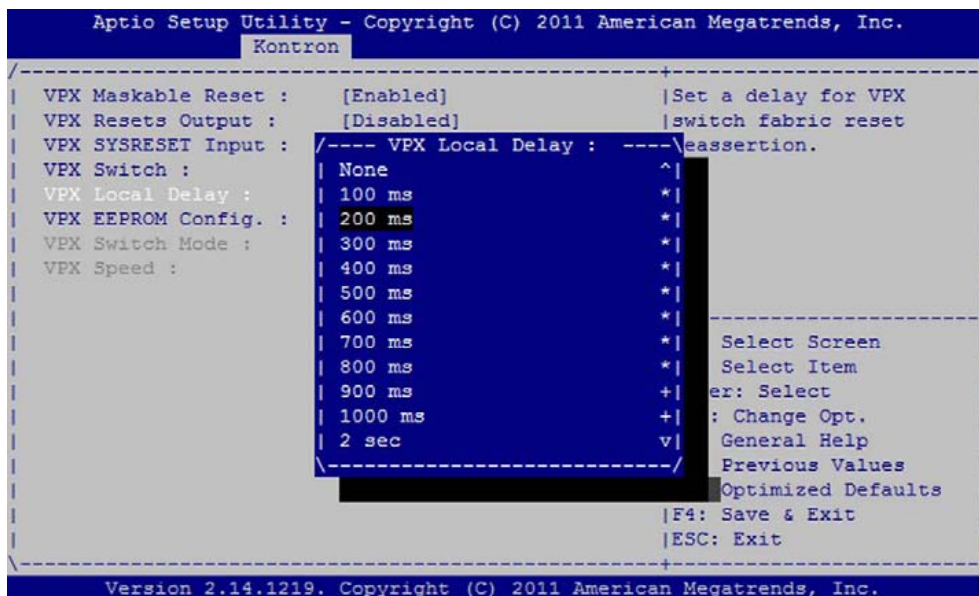 Aptio Setup Utility – Copyright (C) 2011 American Megatrends, Inc.
Kontron
/----------------------------------------------------+--------------------------
| VPX Maskable Reset : [Enabled] |Set a delay for VPX
| VPX Resets Output : [Disabled] |switch fabric reset
| VPX SYSRESET Input : /---- VPX Local Delay : ----\eassertion.
| VPX Switch : | None ^|
| VPX Local Delay : | 100 ms *|
| VPX EEPROM Config. : | 200 ms *|
| VPX Switch Mode : | 300 ms *|
| VPX Speed : | 400 ms *|
| | 500 ms *|
| | 600 ms *| --------------------------
| | 700 ms *| Select Screen
| | 800 ms *| Select Item
| | 900 ms +| er: Select
| | 1000 ms +| : Change Opt.
| | 2 sec v| General Help
| \----------------------------/ Previous Values
| Optimized Defaults
| |F4: Save & Exit
| |ESC: Exit
\----------------------------------------------------+--------------------------
Version 2.14.1219. Copyright (C) 2011 American Megatrends, Inc.